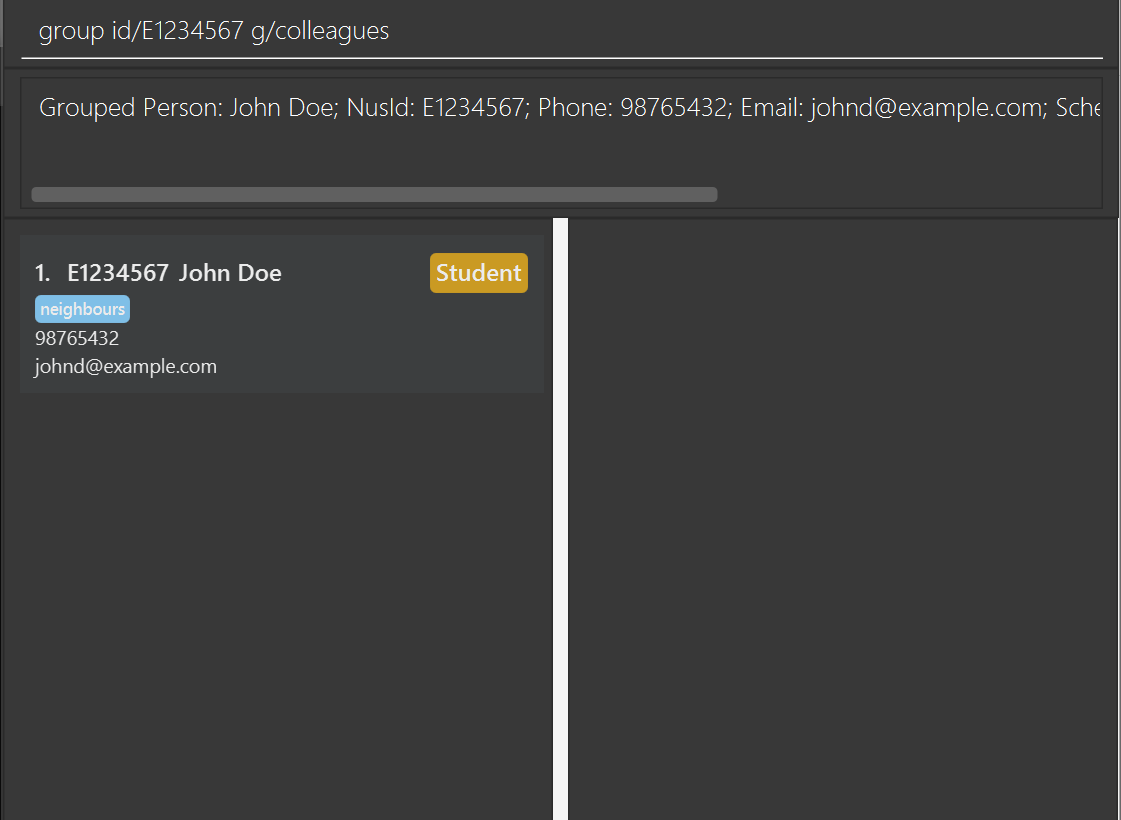 group id/E1234567 g/colleagues
Grouped Person: John Doe; NusId: E1234567; Phone: 98765432; Email: johnd@example.com; Sche
1. E1234567 John Doe Student
neighbours
98765432
johnd@example.com